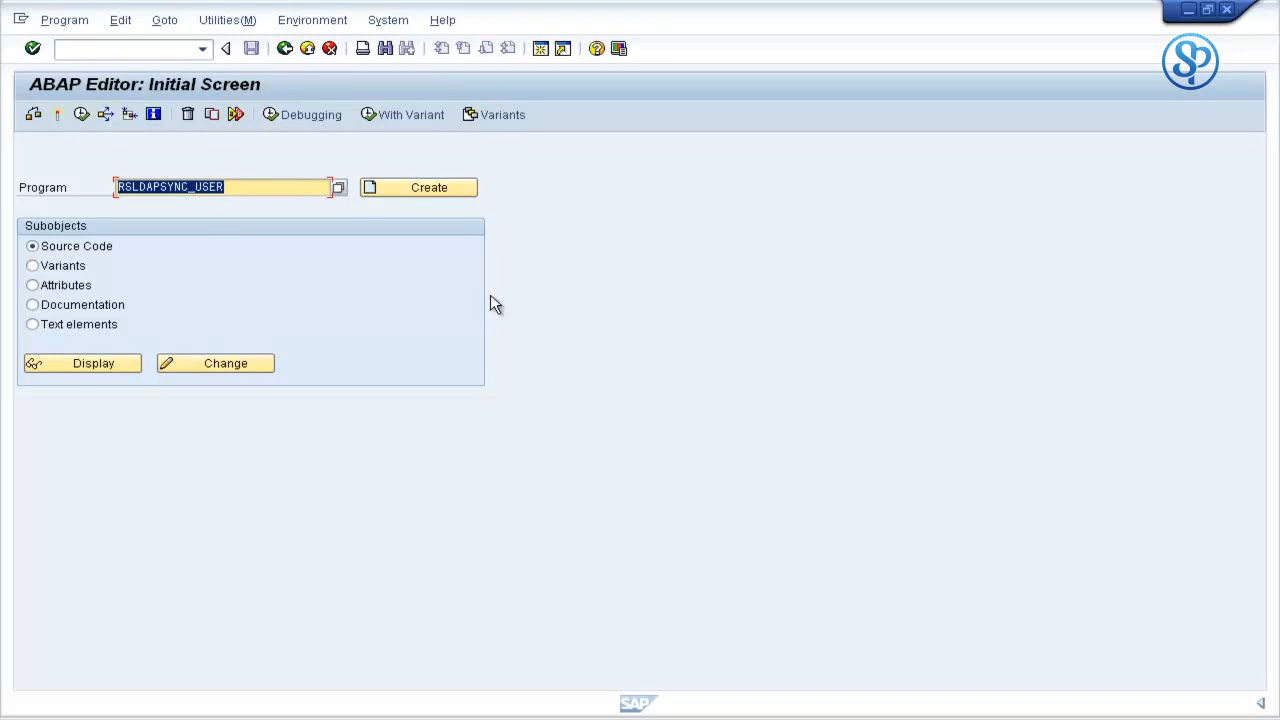 Program Edit Goto Utilities(M) Environment System Help
SP
ABAP Editor: Initial Screen
Debugging With Variant Variants
Program RSLDAPSYNC_USER Create
Subobjects
Source Code
Variants
Attributes
Documentation
Text elements
Display Change
SAP